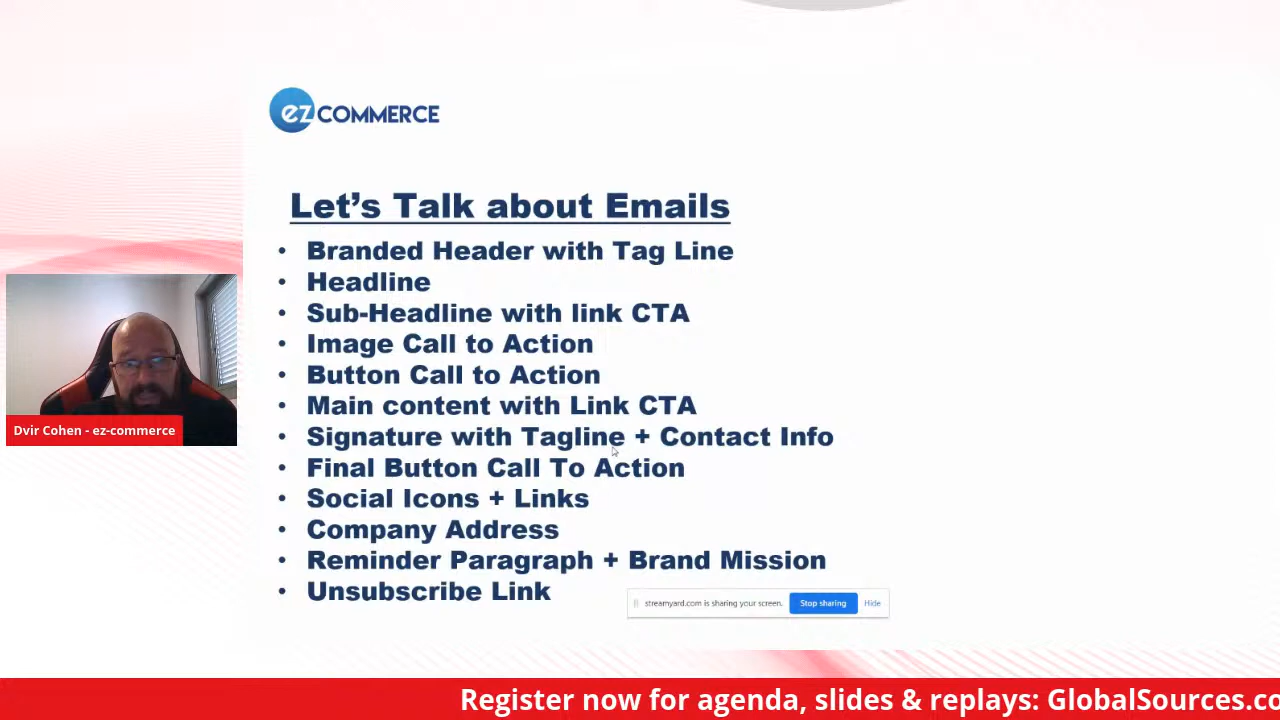 ez COMMERCE
Let's Talk about Emails
• Branded Header with Tag Line
• Headline
• Sub-Headline with link CTA
• Image Call to Action
• Button Call to Action
• Main content with Link CTA
• Signature with Tagline + Contact Info
• Final Button Call To Action
• Social Icons + Links
• Company Address
• Reminder Paragraph + Brand Mission
• Unsubscribe Link
streamyard.com is sharing your screen. Stop sharing Hide
Dvir Cohen - ez-commerce
Register now for agenda, slides & replays: GlobalSources.co